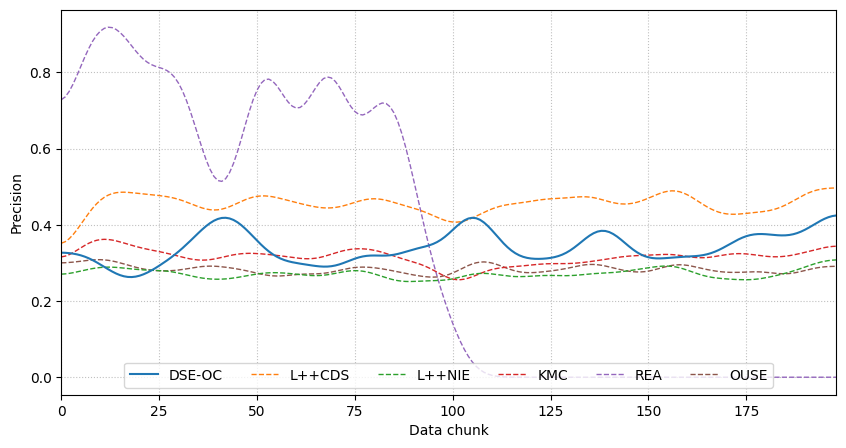 Precision
0.8
0.6
0.4
0.2
0.0
DSE-OC L++CDS L++NIE KMC REA OUSE
0 25 50 75 100 125 150 175
Data chunk